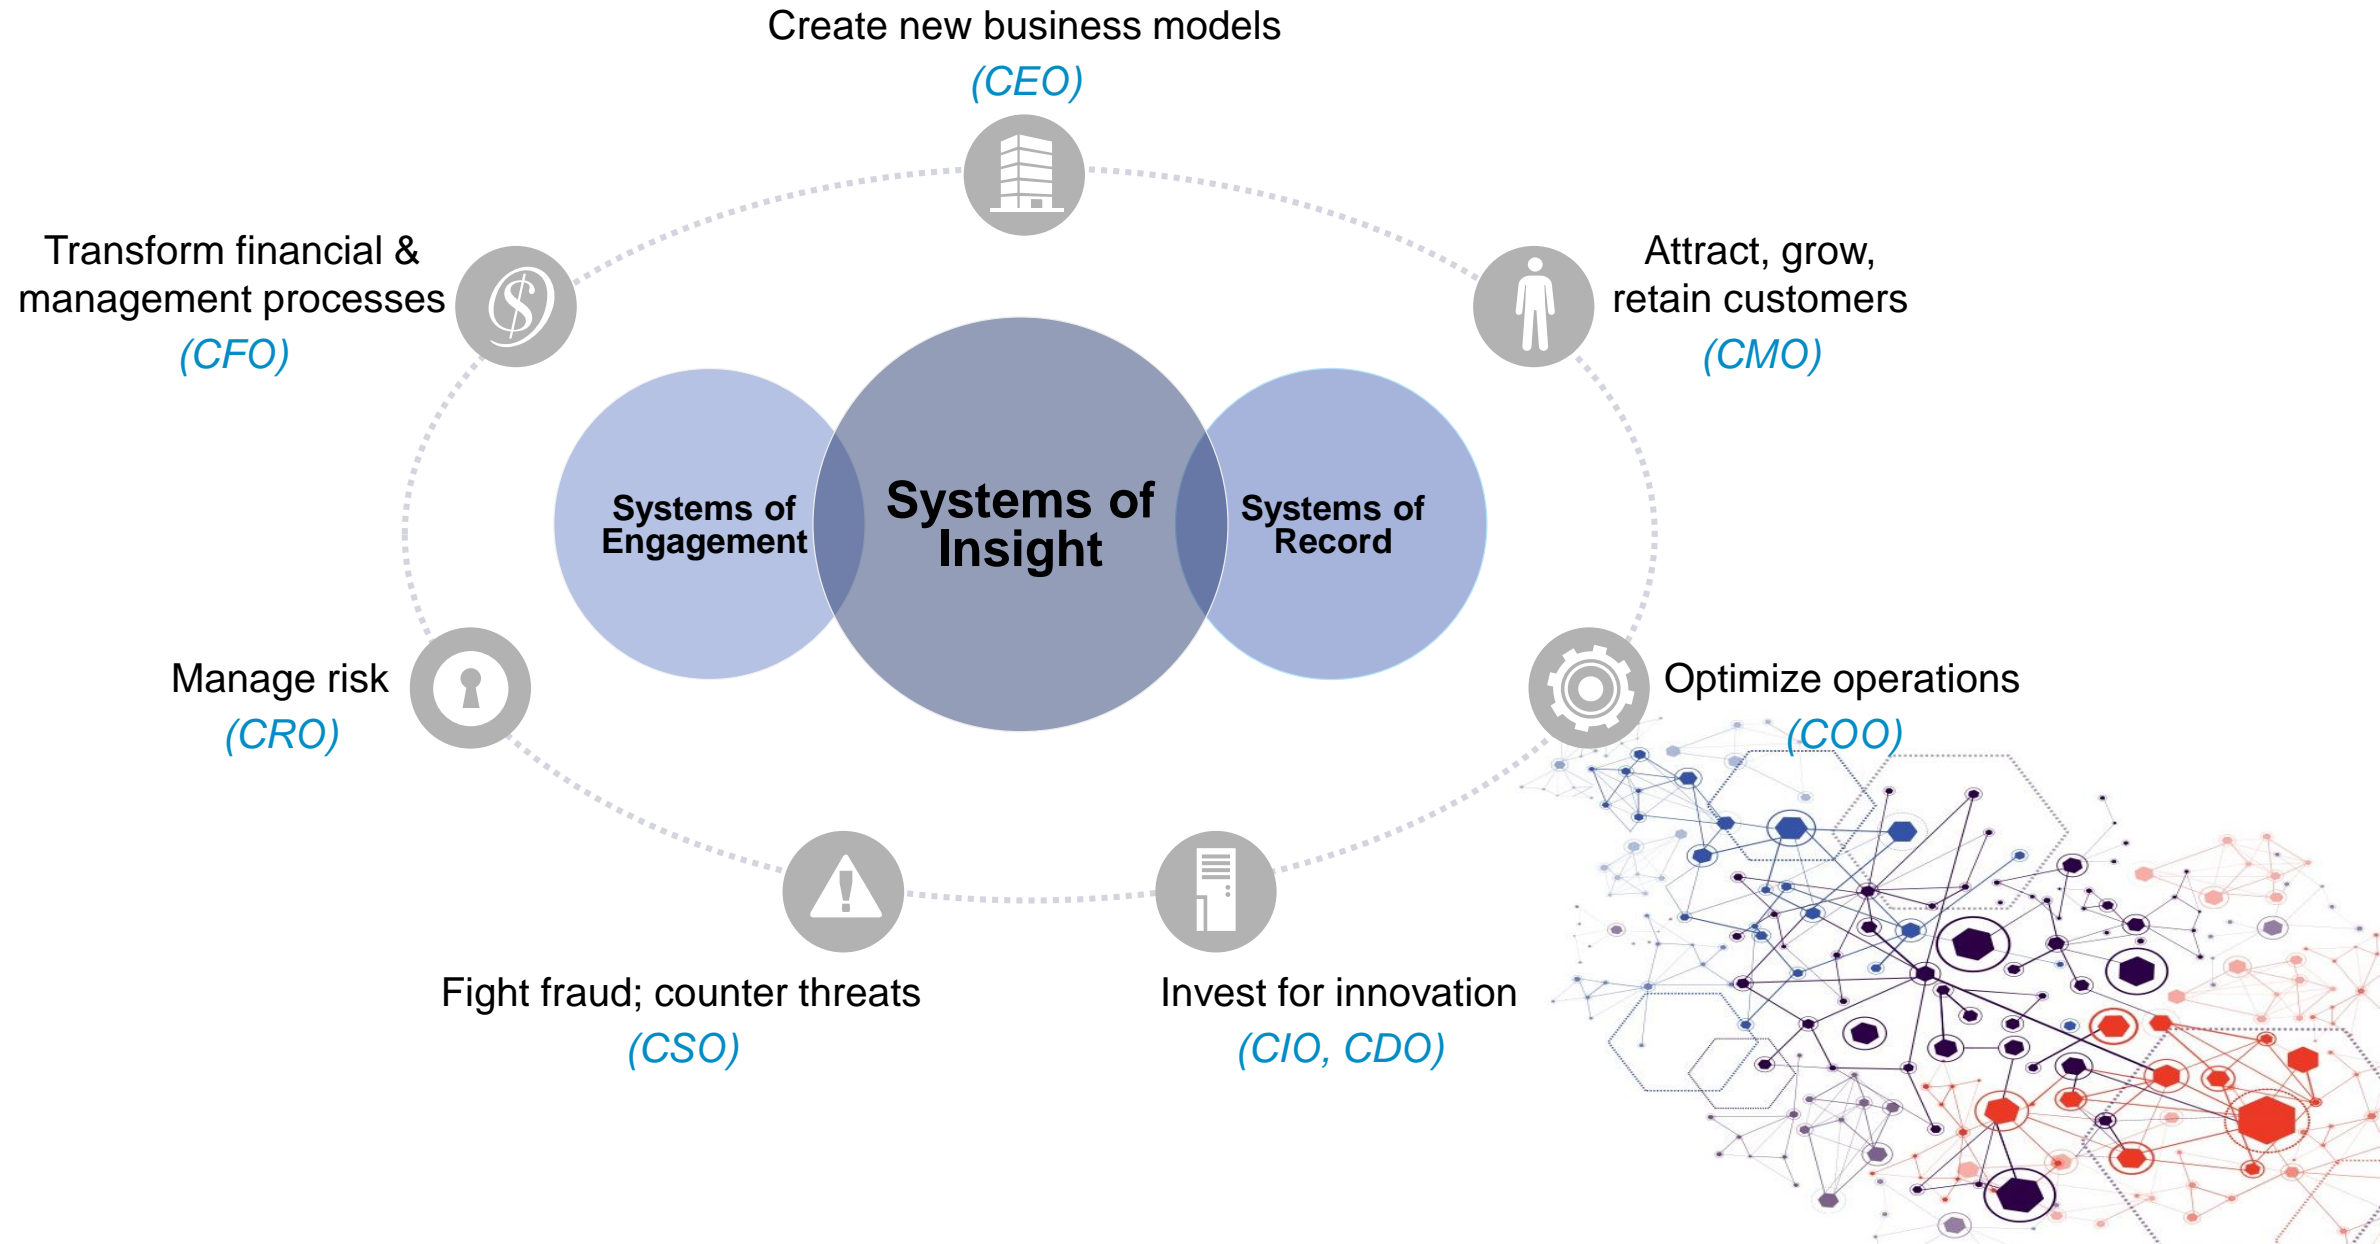 Create new business models
(CEO)
Transform financial &
management processes
(CFO)
Attract, grow,
retain customers
(CMO)
Systems of
Engagement
Systems of
Insight
Systems of
Record
Manage risk
(CRO)
Optimize operations
(COO)
Fight fraud; counter threats
(CSO)
Invest for innovation
(CIO, CDO)